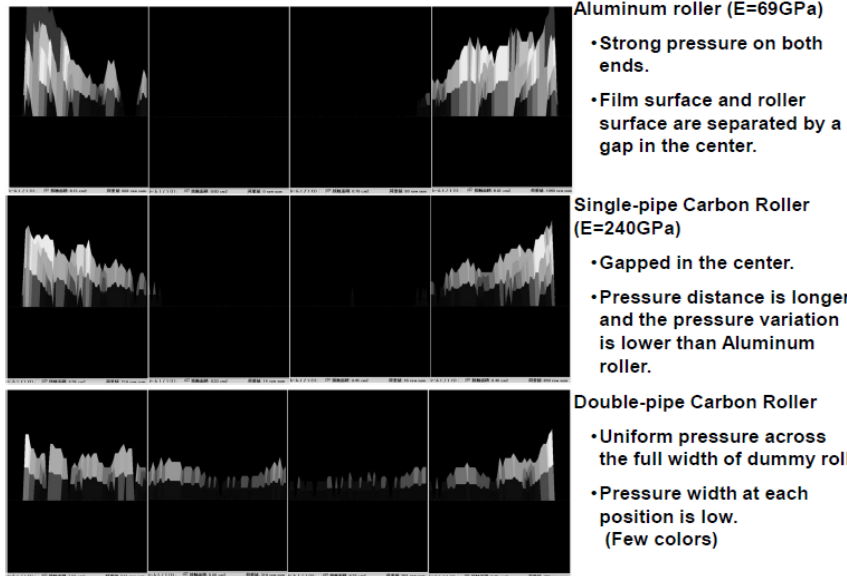 Aluminum roller (E=69GPa)
•Strong pressure on both
ends.
•Film surface and roller
surface are separated by a
gap in the center.
Single-pipe Carbon Roller
(E=240GPa)
•Gapped in the center.
•Pressure distance is longer
and the pressure variation
is lower than Aluminum
roller.
Double-pipe Carbon Roller
•Uniform pressure across
the full width of dummy roll
•Pressure width at each
position is low.
(Few colors)